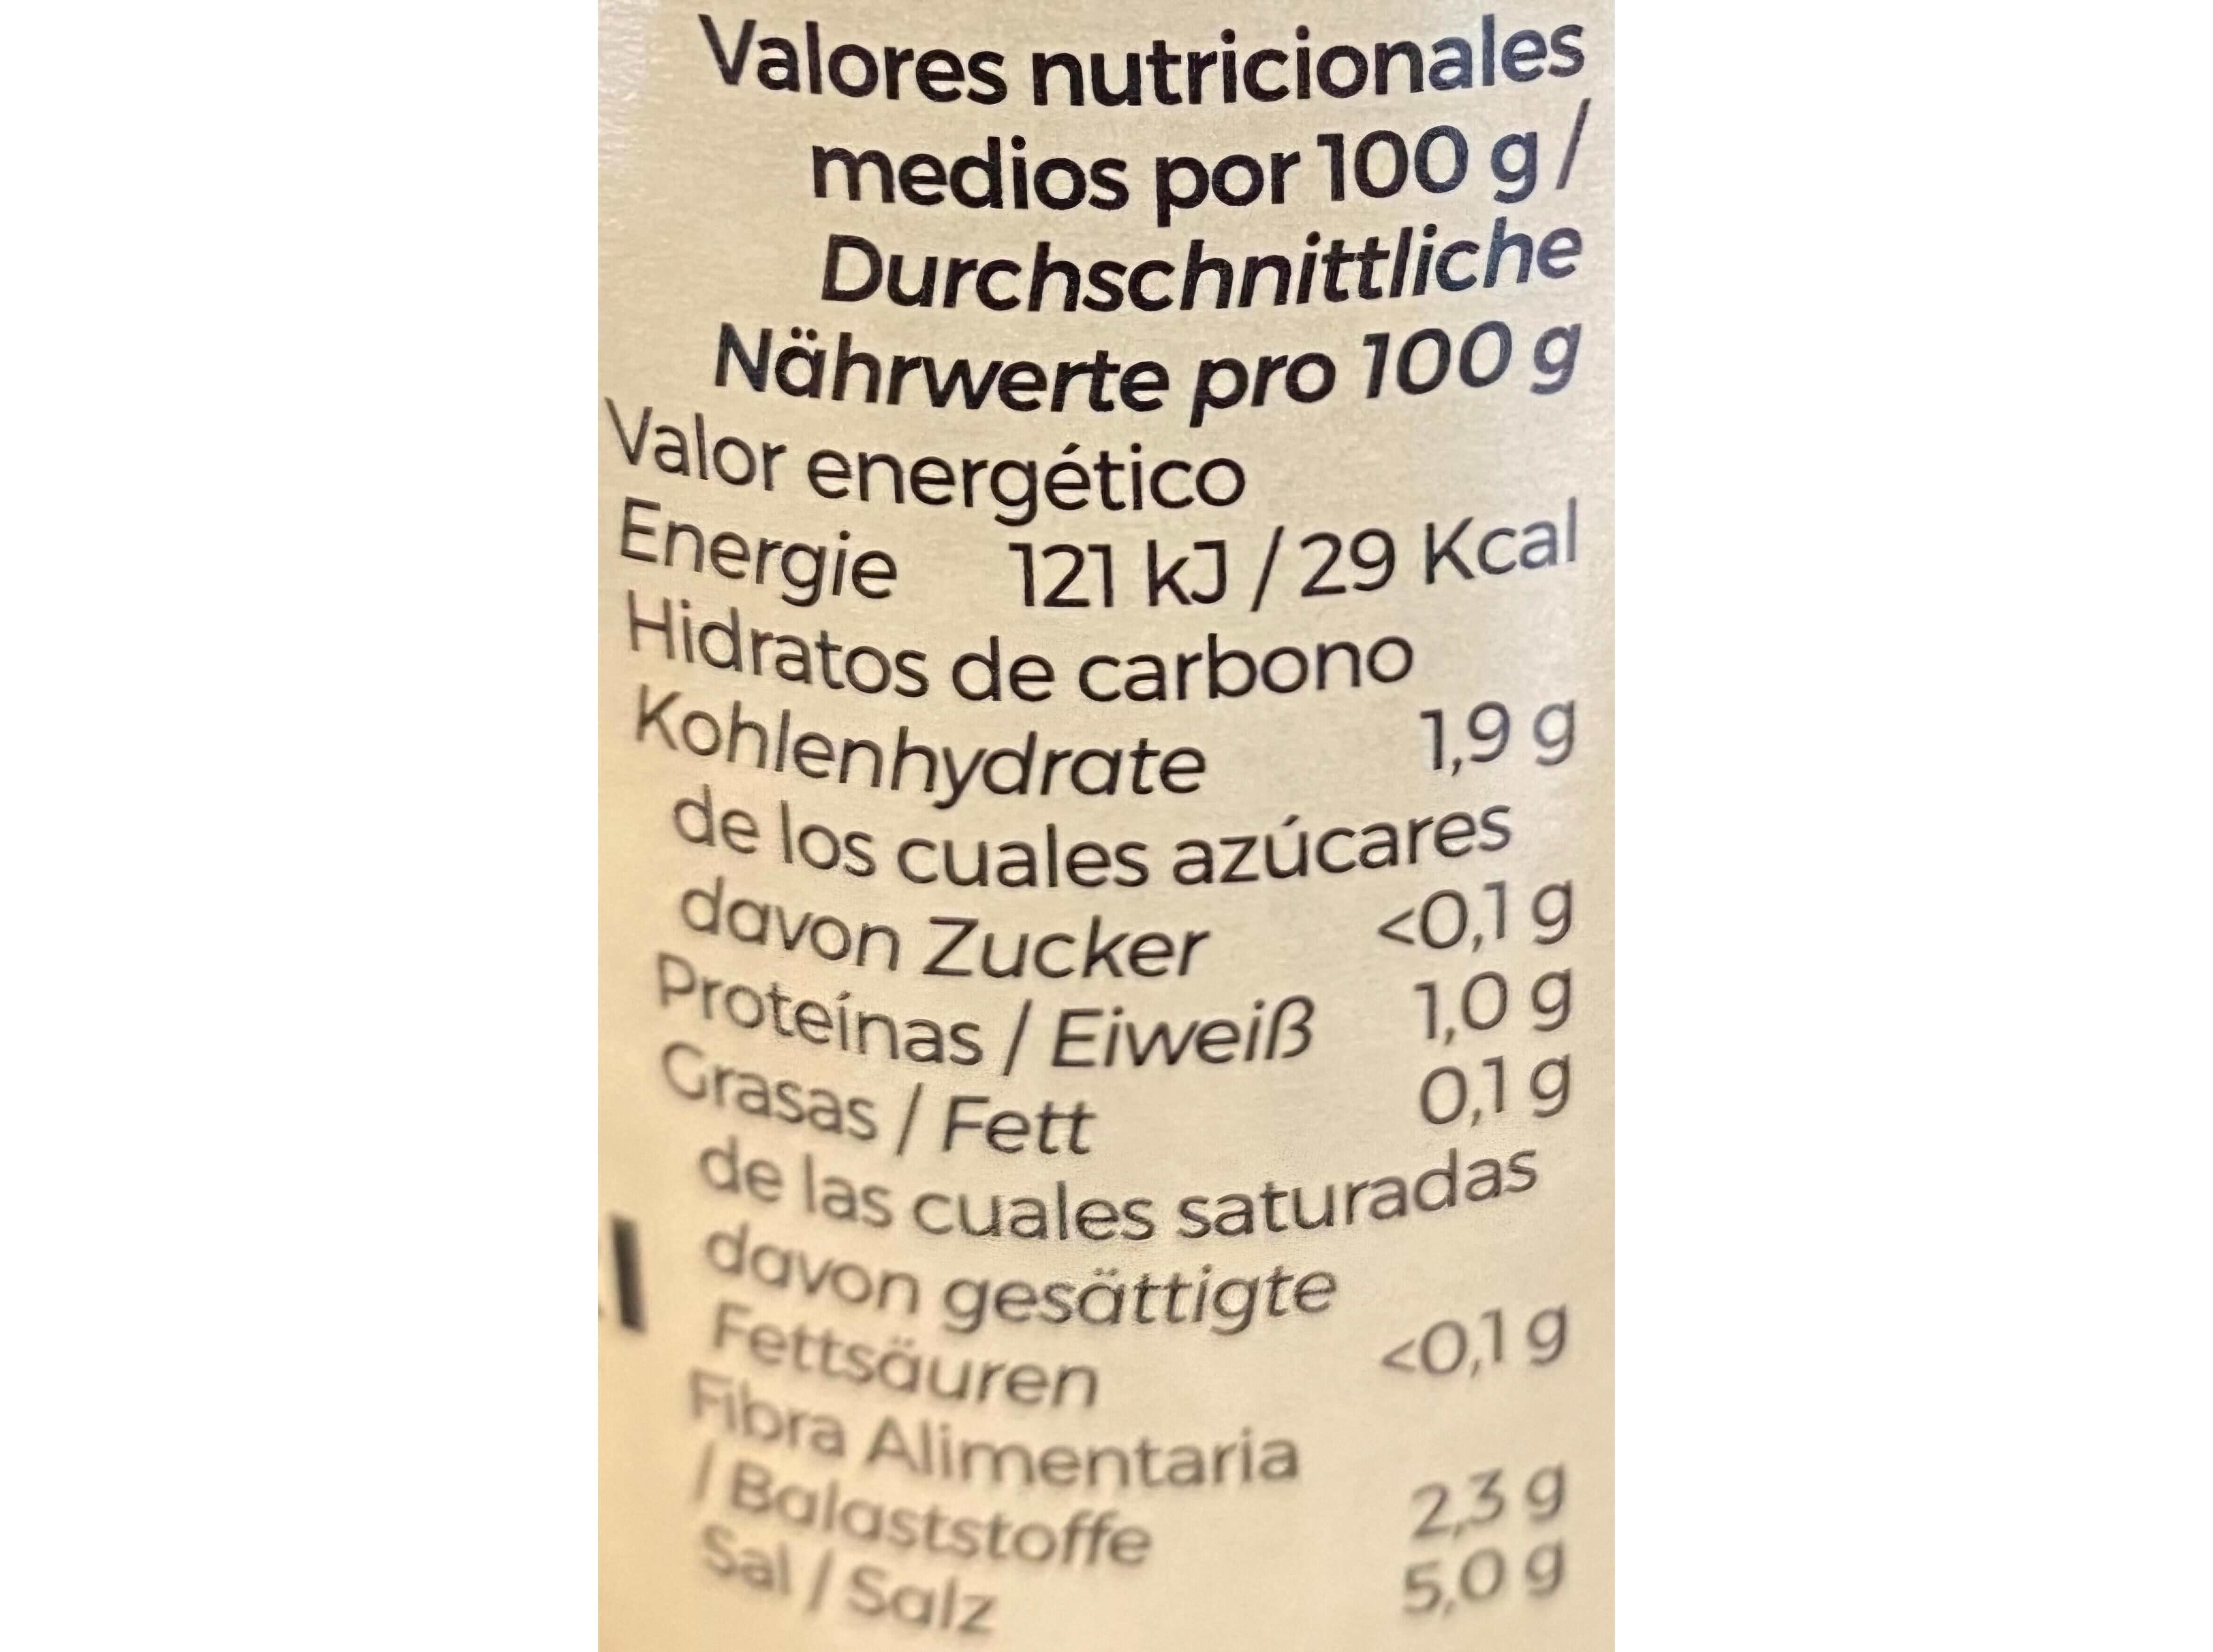 Valores nutricionales
medios por 100 g /
Durchschnittliche
Nährwerte pro 100 g
Valor energético
Energie 121 kJ / 29 Kcal
Hidratos de carbono
Kohlenhydrate 1,9 g
de los cuales azúcares
davon Zucker <0,1 g
Proteínas / Eiweiß 1,0 g
Grasas / Fett 0,1 g
de las cuales saturadas
davon gesättigte
Fettsäuren <0,1 g
Fibra Alimentaria
/ Balaststoffe 2,3 g
Sal / Salz 5,0 g